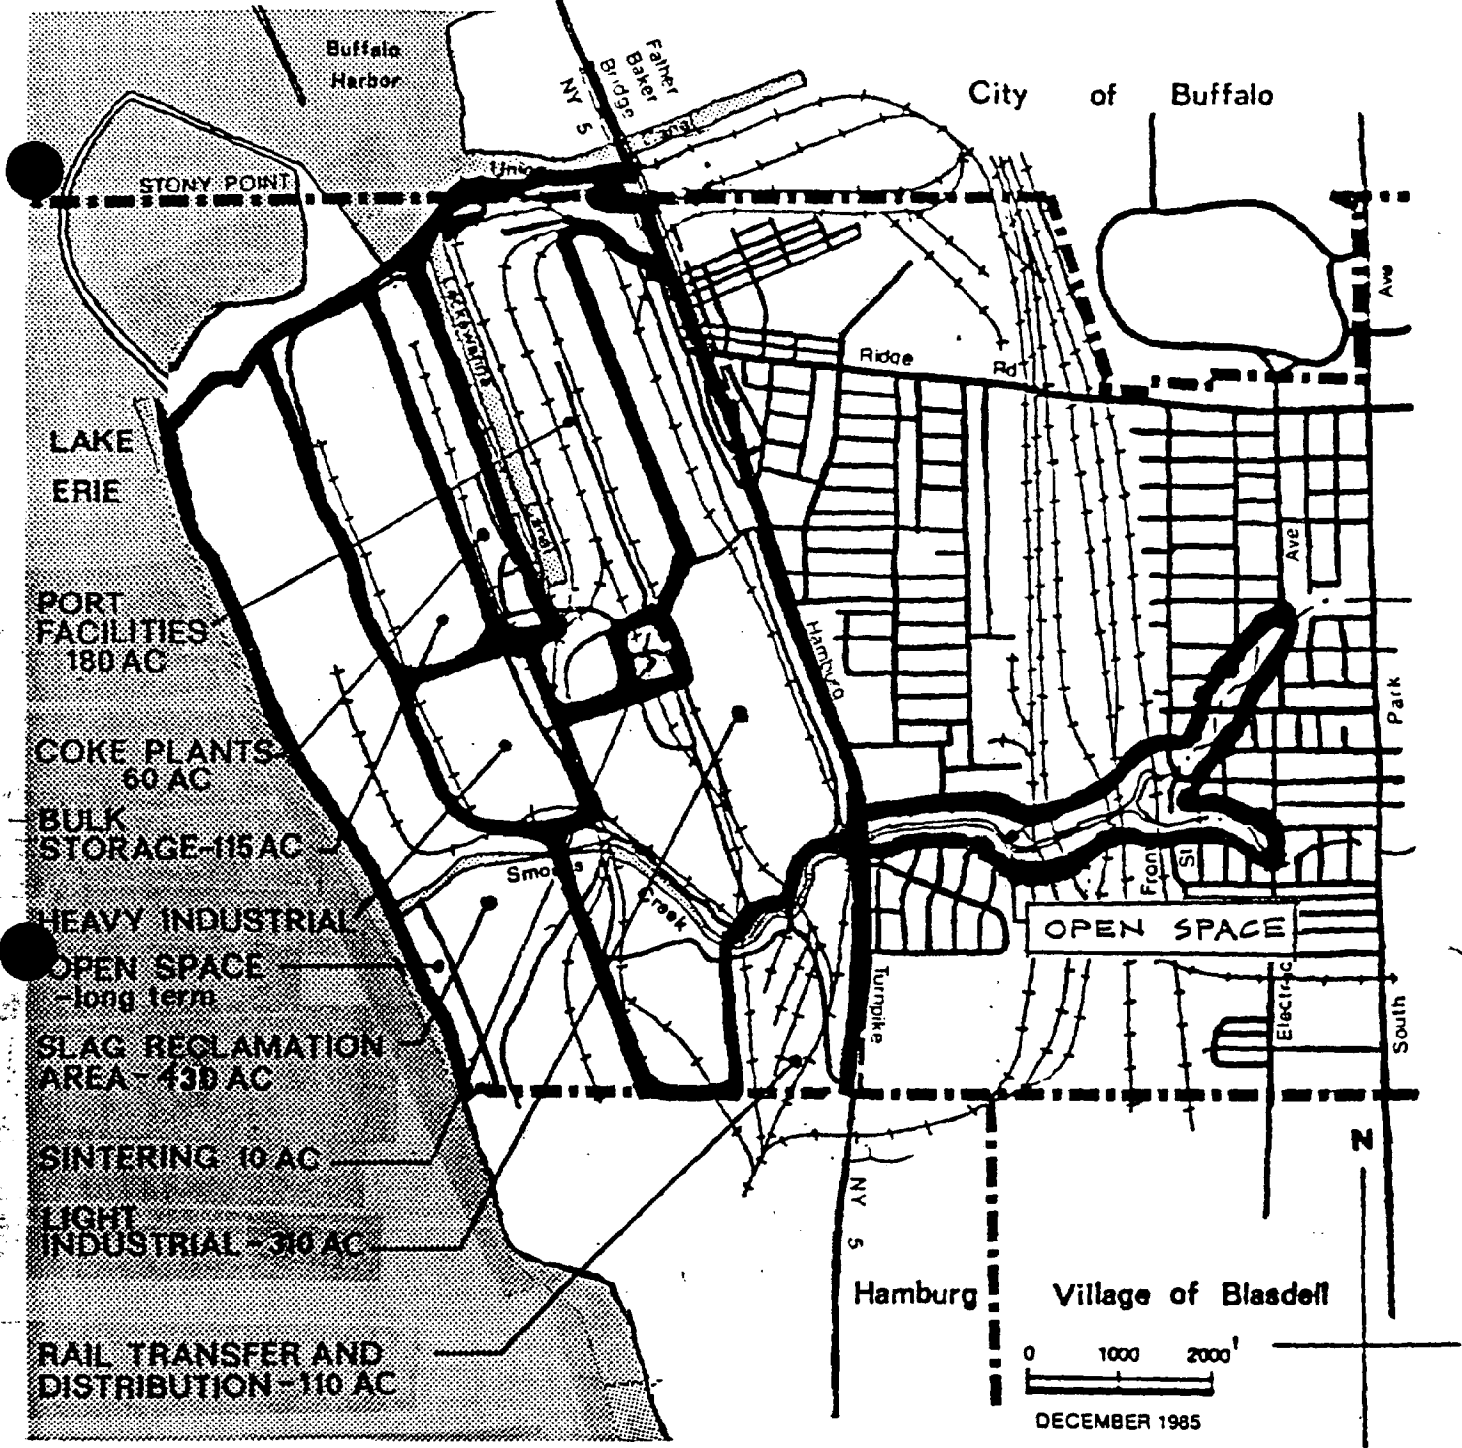 Buffalo
Harbor
Father
Baker
Bridge
NY 5
City of Buffalo
Union
Canal
STONY POINT
Ave
Lackawanna
Canal
Ridge Rd
LAKE
ERIE
Ave
PORT
FACILITIES
180 AC
Hamburg
Park
COKE PLANTS
60 AC
BULK
STORAGE-115 AC
Smokes
Creek
Front
St
HEAVY INDUSTRIAL
OPEN SPACE
OPEN SPACE
-long term
Turnpike
Electric
South
SLAG RECLAMATION
AREA-430 AC
N
SINTERING 10 AC
NY 5
LIGHT
INDUSTRIAL-310 AC
Hamburg
Village of Blasdell
RAIL TRANSFER AND
DISTRIBUTION-110 AC
0 1000 2000'
DECEMBER 1985